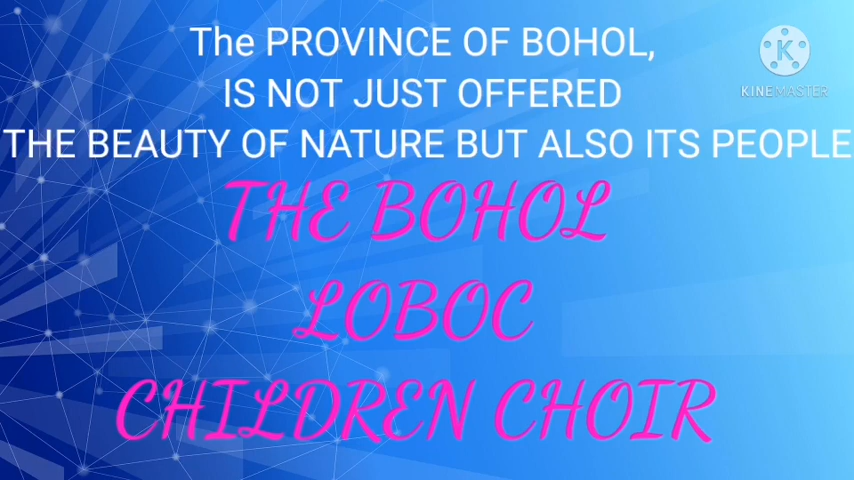 The PROVINCE OF BOHOL,
IS NOT JUST OFFERED
THE BEAUTY OF NATURE BUT ALSO ITS PEOPLE
THE BOHOL
LOBOC
CHILDREN CHOIR
K
KINEMASTER